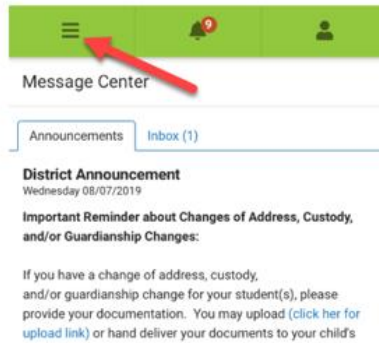 9
Message Center
Announcements
Inbox (1)
District Announcement
Wednesday 08/07/2019
Important Reminder about Changes of Address, Custody,
and/or Guardianship Changes:
If you have a change of address, custody,
and/or guardianship change for your student(s), please
provide your documentation. You may upload (click her for
upload link) or hand deliver your documents to your child's